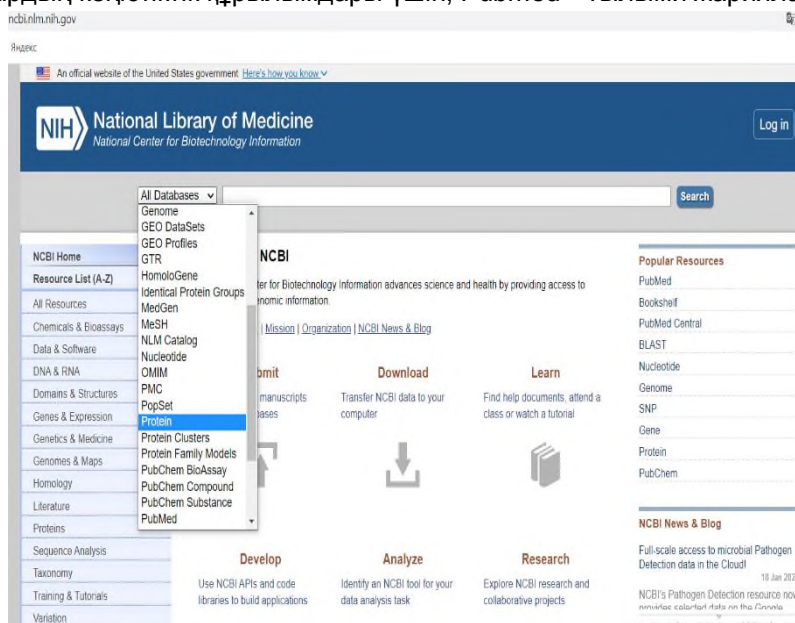 ncbi.nlm.nih.gov
Яндекс
An official website of the United States government Here's how you know
NIH National Library of Medicine
National Center for Biotechnology Information
Log in
All Databases
Search
Genome
GEO DataSets
GEO Profiles
GTR
HomoloGene
Identical Protein Groups
MedGen
MeSH
NLM Catalog
Nucleotide
OMIM
PMC
PopSet
Protein
Protein Clusters
Protein Family Models
PubChem BioAssay
PubChem Compound
PubChem Substance
PubMed
NCBI Home
Resource List (A-Z)
All Resources
Chemicals & Bioassays
Data & Software
DNA & RNA
Domains & Structures
Genes & Expression
Genetics & Medicine
Genomes & Maps
Homology
Literature
Proteins
Sequence Analysis
Taxonomy
Training & Tutorials
Variation
NCBI
for Biotechnology Information advances science and health by providing access to
information.
| Mission | Organization | NCBI News & Blog
manuscripts
Download
Transfer NCBI data to your
computer
Learn
Find help documents, attend a
class or watch a tutorial
Develop
Use NCBI APIs and code
libraries to build applications
Analyze
Identify an NCBI tool for your
data analysis task
Research
Explore NCBI research and
collaborative projects
Popular Resources
PubMed
Bookshelf
PubMed Central
BLAST
Nucleotide
Genome
SNP
Gene
Protein
PubChem
NCBI News & Blog
Full-scale access to microbial Pathogen
Detection data in the Cloud!
18 Jan
NCBI's Pathogen Detection resource now
provides selected data on the Google